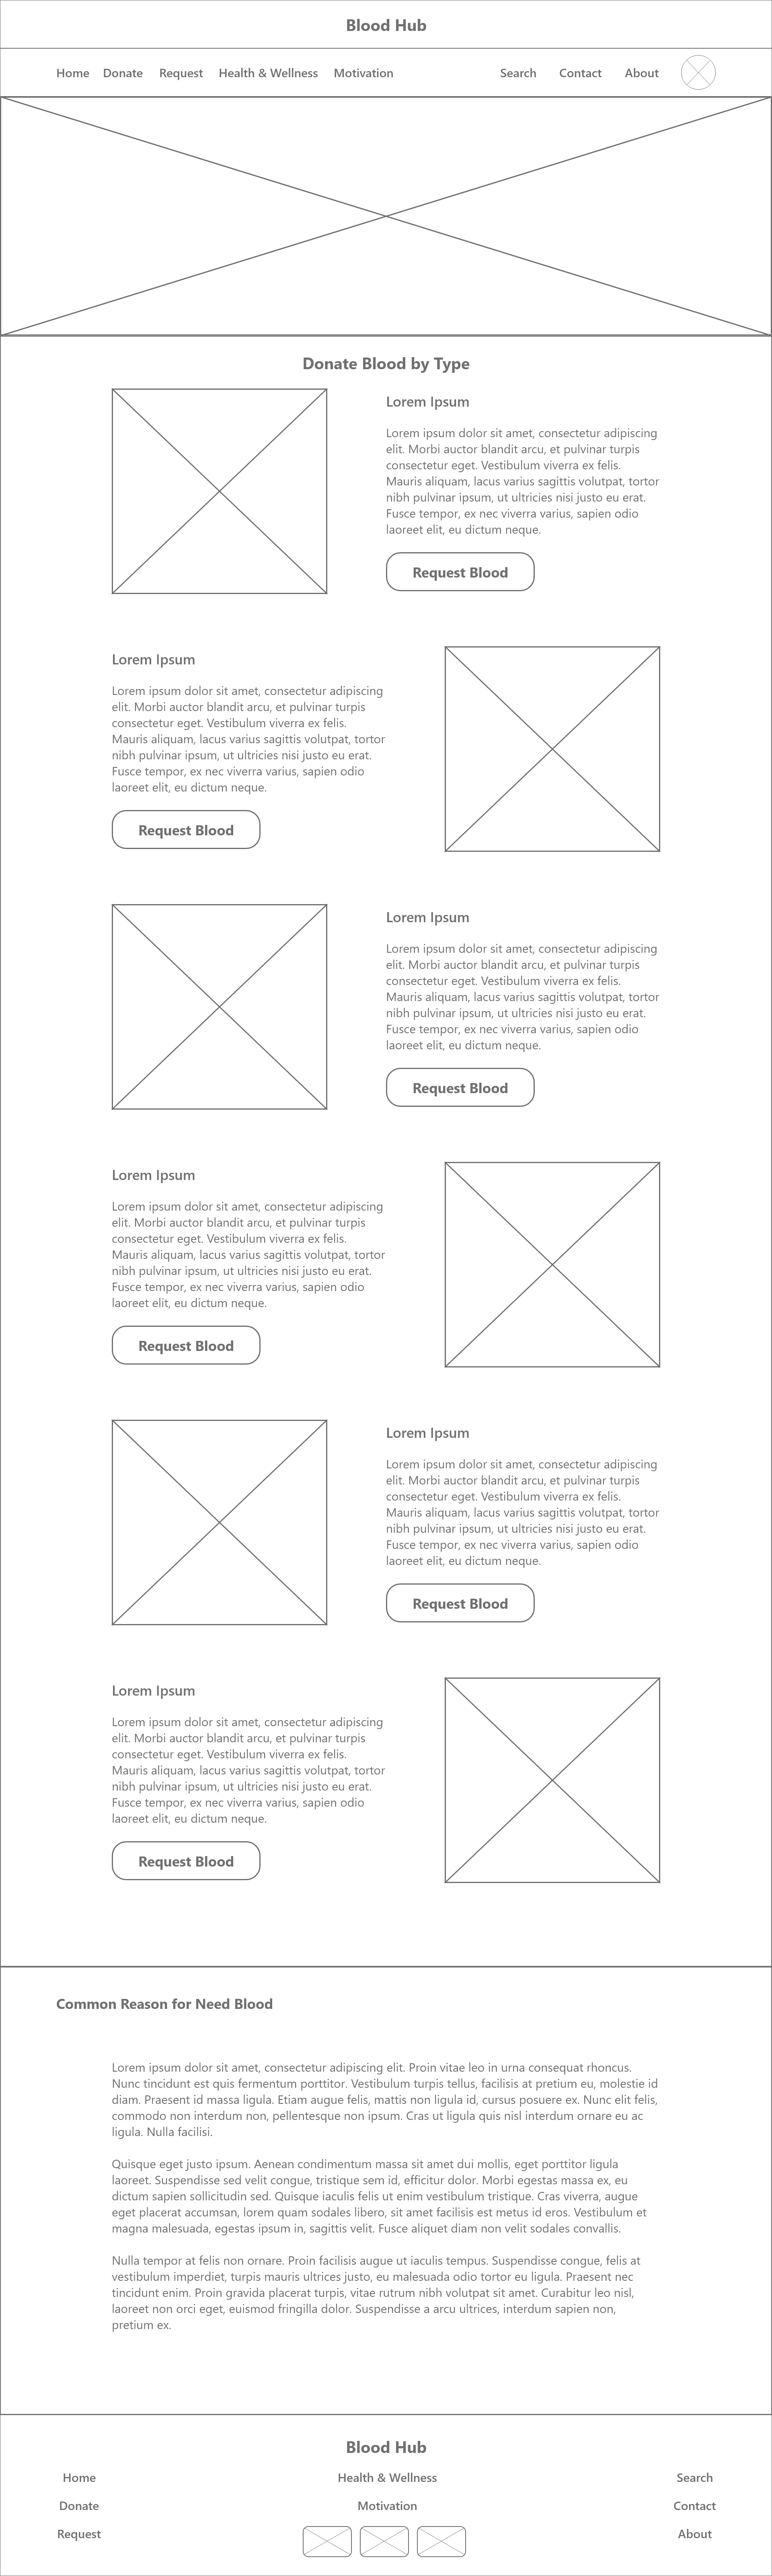 Blood Hub
Home Donate Request Health & Wellness Motivation Search Contact About
Donate Blood by Type
Lorem Ipsum
Lorem ipsum dolor sit amet, consectetur adipiscing
elit. Morbi auctor blandit arcu, et pulvinar turpis
consectetur eget. Vestibulum viverra ex felis.
Mauris aliquam, lacus varius sagittis volutpat, tortor
nibh pulvinar ipsum, ut ultricies nisi justo eu erat.
Fusce tempor, ex nec viverra varius, sapien odio
laoreet elit, eu dictum neque.
Request Blood
Lorem Ipsum
Lorem ipsum dolor sit amet, consectetur adipiscing
elit. Morbi auctor blandit arcu, et pulvinar turpis
consectetur eget. Vestibulum viverra ex felis.
Mauris aliquam, lacus varius sagittis volutpat, tortor
nibh pulvinar ipsum, ut ultricies nisi justo eu erat.
Fusce tempor, ex nec viverra varius, sapien odio
laoreet elit, eu dictum neque.
Request Blood
Lorem Ipsum
Lorem ipsum dolor sit amet, consectetur adipiscing
elit. Morbi auctor blandit arcu, et pulvinar turpis
consectetur eget. Vestibulum viverra ex felis.
Mauris aliquam, lacus varius sagittis volutpat, tortor
nibh pulvinar ipsum, ut ultricies nisi justo eu erat.
Fusce tempor, ex nec viverra varius, sapien odio
laoreet elit, eu dictum neque.
Request Blood
Lorem Ipsum
Lorem ipsum dolor sit amet, consectetur adipiscing
elit. Morbi auctor blandit arcu, et pulvinar turpis
consectetur eget. Vestibulum viverra ex felis.
Mauris aliquam, lacus varius sagittis volutpat, tortor
nibh pulvinar ipsum, ut ultricies nisi justo eu erat.
Fusce tempor, ex nec viverra varius, sapien odio
laoreet elit, eu dictum neque.
Request Blood
Lorem Ipsum
Lorem ipsum dolor sit amet, consectetur adipiscing
elit. Morbi auctor blandit arcu, et pulvinar turpis
consectetur eget. Vestibulum viverra ex felis.
Mauris aliquam, lacus varius sagittis volutpat, tortor
nibh pulvinar ipsum, ut ultricies nisi justo eu erat.
Fusce tempor, ex nec viverra varius, sapien odio
laoreet elit, eu dictum neque.
Request Blood
Lorem Ipsum
Lorem ipsum dolor sit amet, consectetur adipiscing
elit. Morbi auctor blandit arcu, et pulvinar turpis
consectetur eget. Vestibulum viverra ex felis.
Mauris aliquam, lacus varius sagittis volutpat, tortor
nibh pulvinar ipsum, ut ultricies nisi justo eu erat.
Fusce tempor, ex nec viverra varius, sapien odio
laoreet elit, eu dictum neque.
Request Blood
Common Reason for Need Blood
Lorem ipsum dolor sit amet, consectetur adipiscing elit. Proin vitae leo in urna consequat rhoncus.
Nunc tincidunt est quis fermentum porttitor. Vestibulum turpis tellus, facilisis at pretium eu, molestie id
diam. Praesent id massa ligula. Etiam augue felis, mattis non ligula id, cursus posuere ex. Nunc elit felis,
commodo non interdum non, pellentesque non ipsum. Cras ut ligula quis nisl interdum ornare eu ac
ligula. Nulla facilisi.
Quisque eget justo ipsum. Aenean condimentum massa sit amet dui mollis, eget porttitor ligula
laoreet. Suspendisse sed velit congue, tristique sem id, efficitur dolor. Morbi egestas massa ex, eu
dictum sapien sollicitudin sed. Quisque iaculis felis ut enim vestibulum tristique. Cras viverra, augue
eget placerat accumsan, lorem quam sodales libero, sit amet facilisis est metus id eros. Vestibulum et
magna malesuada, egestas ipsum in, sagittis velit. Fusce aliquet diam non velit sodales convallis.
Nulla tempor at felis non ornare. Proin facilisis augue ut iaculis tempus. Suspendisse congue, felis at
vestibulum imperdiet, turpis mauris ultrices justo, eu malesuada odio tortor eu ligula. Praesent nec
tincidunt enim. Proin gravida placerat turpis, vitae rutrum nibh volutpat sit amet. Curabitur leo nisl,
laoreet non orci eget, euismod fringilla dolor. Suspendisse a arcu ultrices, interdum sapien non,
pretium ex.
Blood Hub
Home Health & Wellness Search
Donate Motivation Contact
Request About